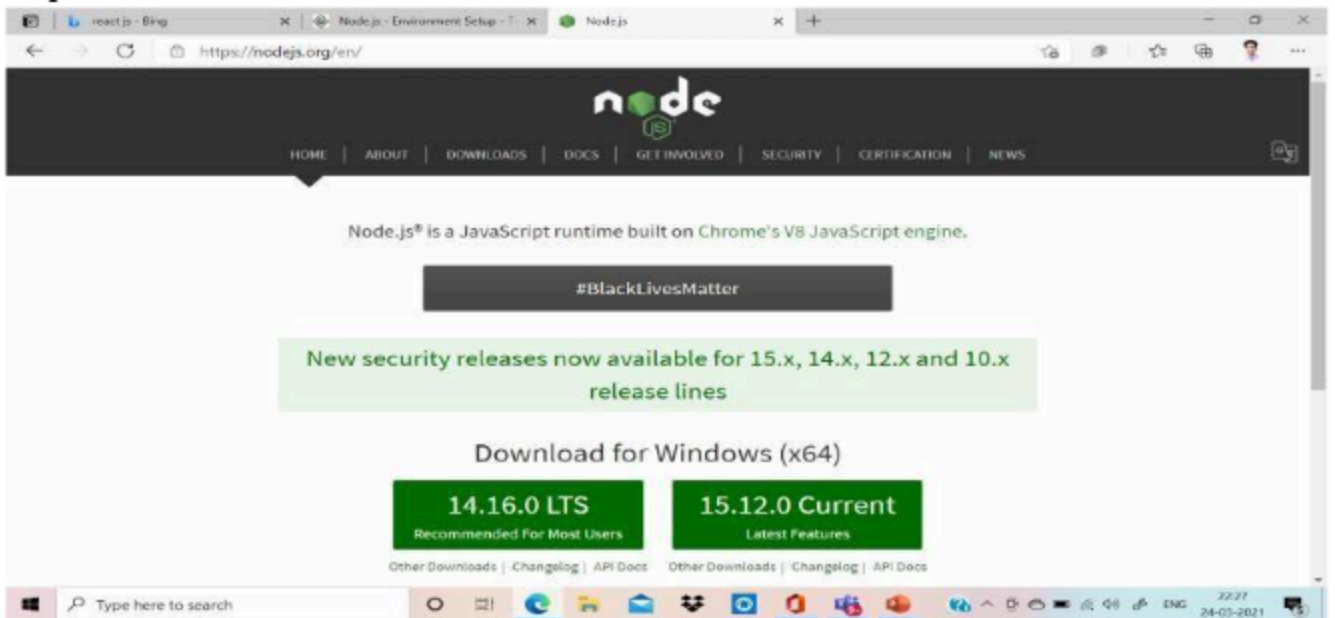 react js - Bing
Node.js - Environment Setup - T
Node.js
https://nodejs.org/en/
node
JS
HOME | ABOUT | DOWNLOADS | DOCS | GET INVOLVED | SECURITY | CERTIFICATION | NEWS
Node.js® is a JavaScript runtime built on Chrome's V8 JavaScript engine.
#BlackLivesMatter
New security releases now available for 15.x, 14.x, 12.x and 10.x
release lines
Download for Windows (x64)
14.16.0 LTS
Recommended For Most Users
15.12.0 Current
Latest Features
Other Downloads | Changelog | API Docs
Other Downloads | Changelog | API Docs
Type here to search
ENG
22:27
24-03-2021